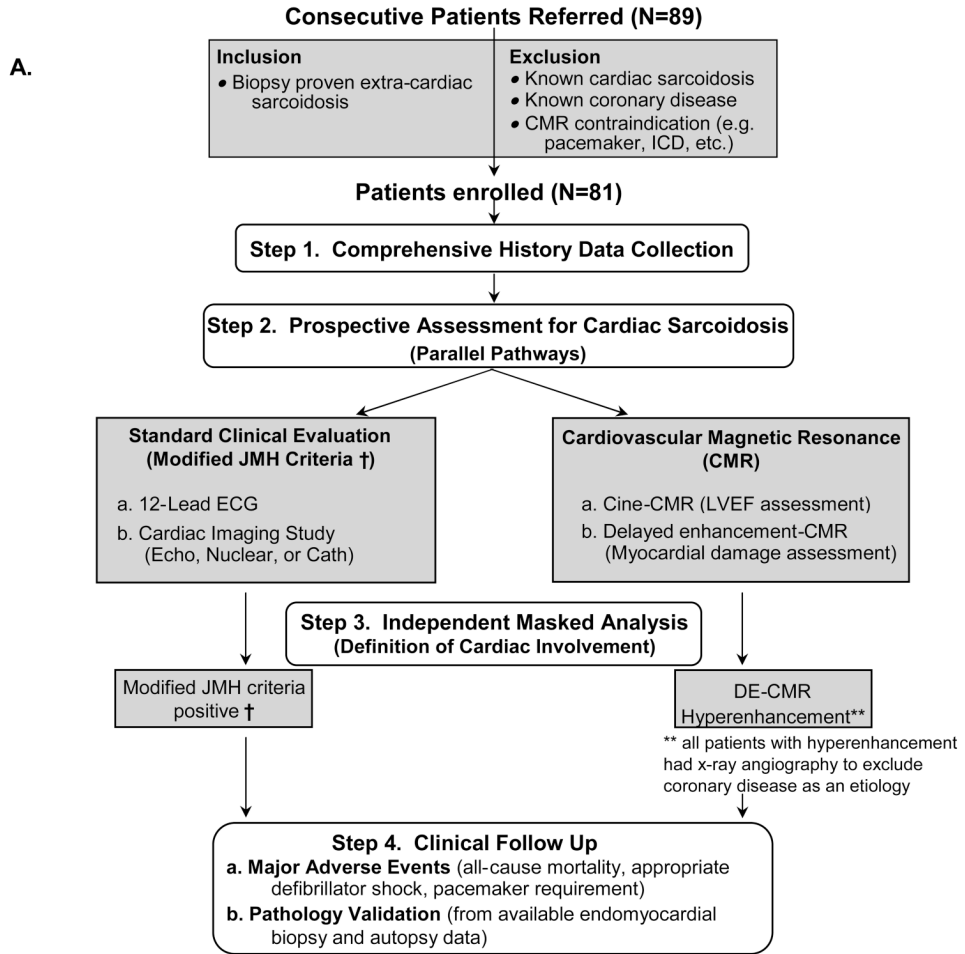 Consecutive Patients Referred (N=89)
A.
Inclusion
• Biopsy proven extra-cardiac
sarcoidosis
Exclusion
• Known cardiac sarcoidosis
• Known coronary disease
• CMR contraindication (e.g.
pacemaker, ICD, etc.)
Patients enrolled (N=81)
Step 1. Comprehensive History Data Collection
Step 2. Prospective Assessment for Cardiac Sarcoidosis
(Parallel Pathways)
Standard Clinical Evaluation
(Modified JMH Criteria †)
a. 12-Lead ECG
b. Cardiac Imaging Study
(Echo, Nuclear, or Cath)
Cardiovascular Magnetic Resonance
(CMR)
a. Cine-CMR (LVEF assessment)
b. Delayed enhancement-CMR
(Myocardial damage assessment)
Step 3. Independent Masked Analysis
(Definition of Cardiac Involvement)
Modified JMH criteria
positive †
DE-CMR
Hyperenhancement**
** all patients with hyperenhancement
had x-ray angiography to exclude
coronary disease as an etiology
Step 4. Clinical Follow Up
a. Major Adverse Events (all-cause mortality, appropriate
defibrillator shock, pacemaker requirement)
b. Pathology Validation (from available endomyocardial
biopsy and autopsy data)